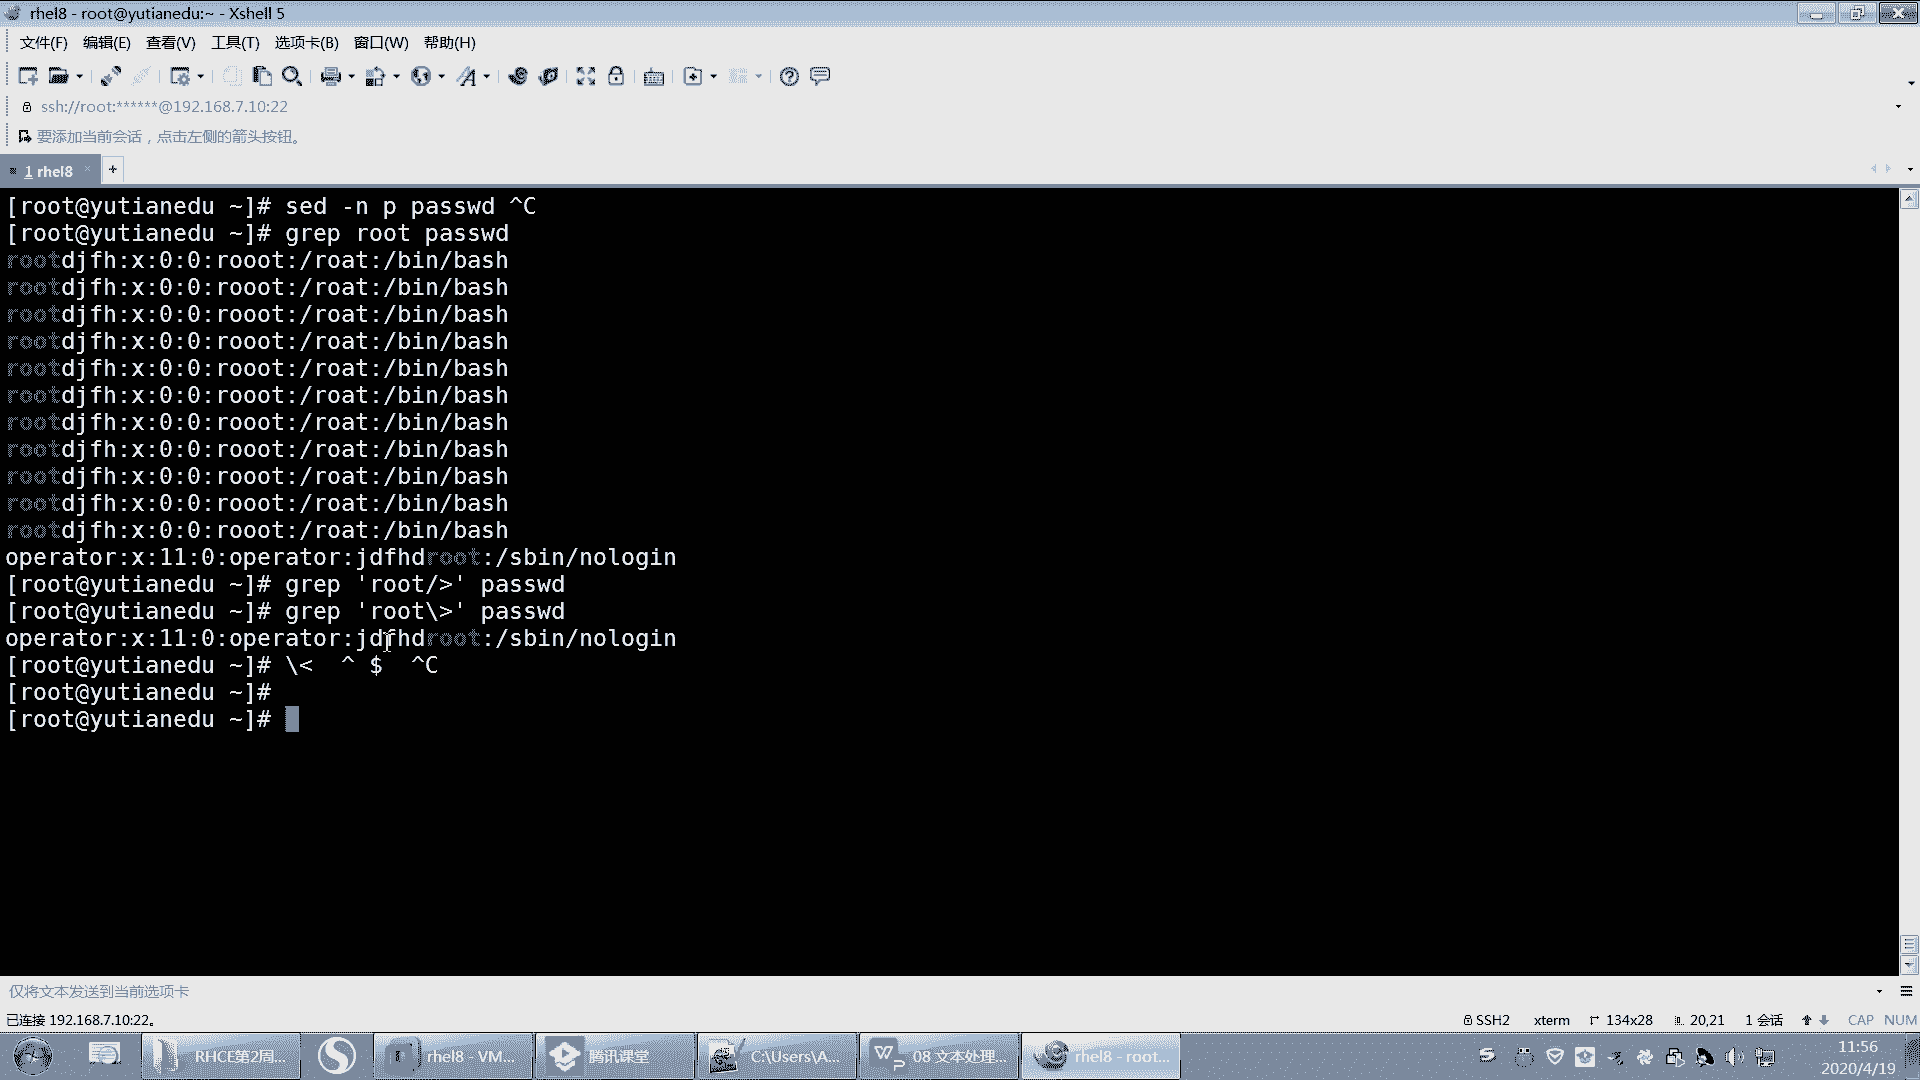 rhel8 - root@yutianedu:~ - Xshell 5
文件(F) 编辑(E) 查看(V) 工具(T) 选项卡(B) 窗口(W) 帮助(H)
ssh://root:******@192.168.7.10:22
要添加当前会话，点击左侧的箭头按钮。
1 rhel8
[root@yutianedu ~]# sed -n p passwd ^C
[root@yutianedu ~]# grep root passwd
rootdjfh:x:0:0:rooot:/roat:/bin/bash
rootdjfh:x:0:0:rooot:/roat:/bin/bash
rootdjfh:x:0:0:rooot:/roat:/bin/bash
rootdjfh:x:0:0:rooot:/roat:/bin/bash
rootdjfh:x:0:0:rooot:/roat:/bin/bash
rootdjfh:x:0:0:rooot:/roat:/bin/bash
rootdjfh:x:0:0:rooot:/roat:/bin/bash
rootdjfh:x:0:0:rooot:/roat:/bin/bash
rootdjfh:x:0:0:rooot:/roat:/bin/bash
rootdjfh:x:0:0:rooot:/roat:/bin/bash
rootdjfh:x:0:0:rooot:/roat:/bin/bash
operator:x:11:0:operator:jdfhdroot:/sbin/nologin
[root@yutianedu ~]# grep 'root/>' passwd
[root@yutianedu ~]# grep 'root\>' passwd
operator:x:11:0:operator:jdfhdroot:/sbin/nologin
[root@yutianedu ~]# \<  ^ $  ^C
[root@yutianedu ~]#
[root@yutianedu ~]#
仅将文本发送到当前选项卡
已连接 192.168.7.10:22。 SSH2 xterm 134x28 20,21 1 会话 CAP NUM
RHCE第2周... rhel8 - VM... 腾讯课堂 C:\Users\A... 08 文本处理... rhel8 - root... 11:56
2020/4/19